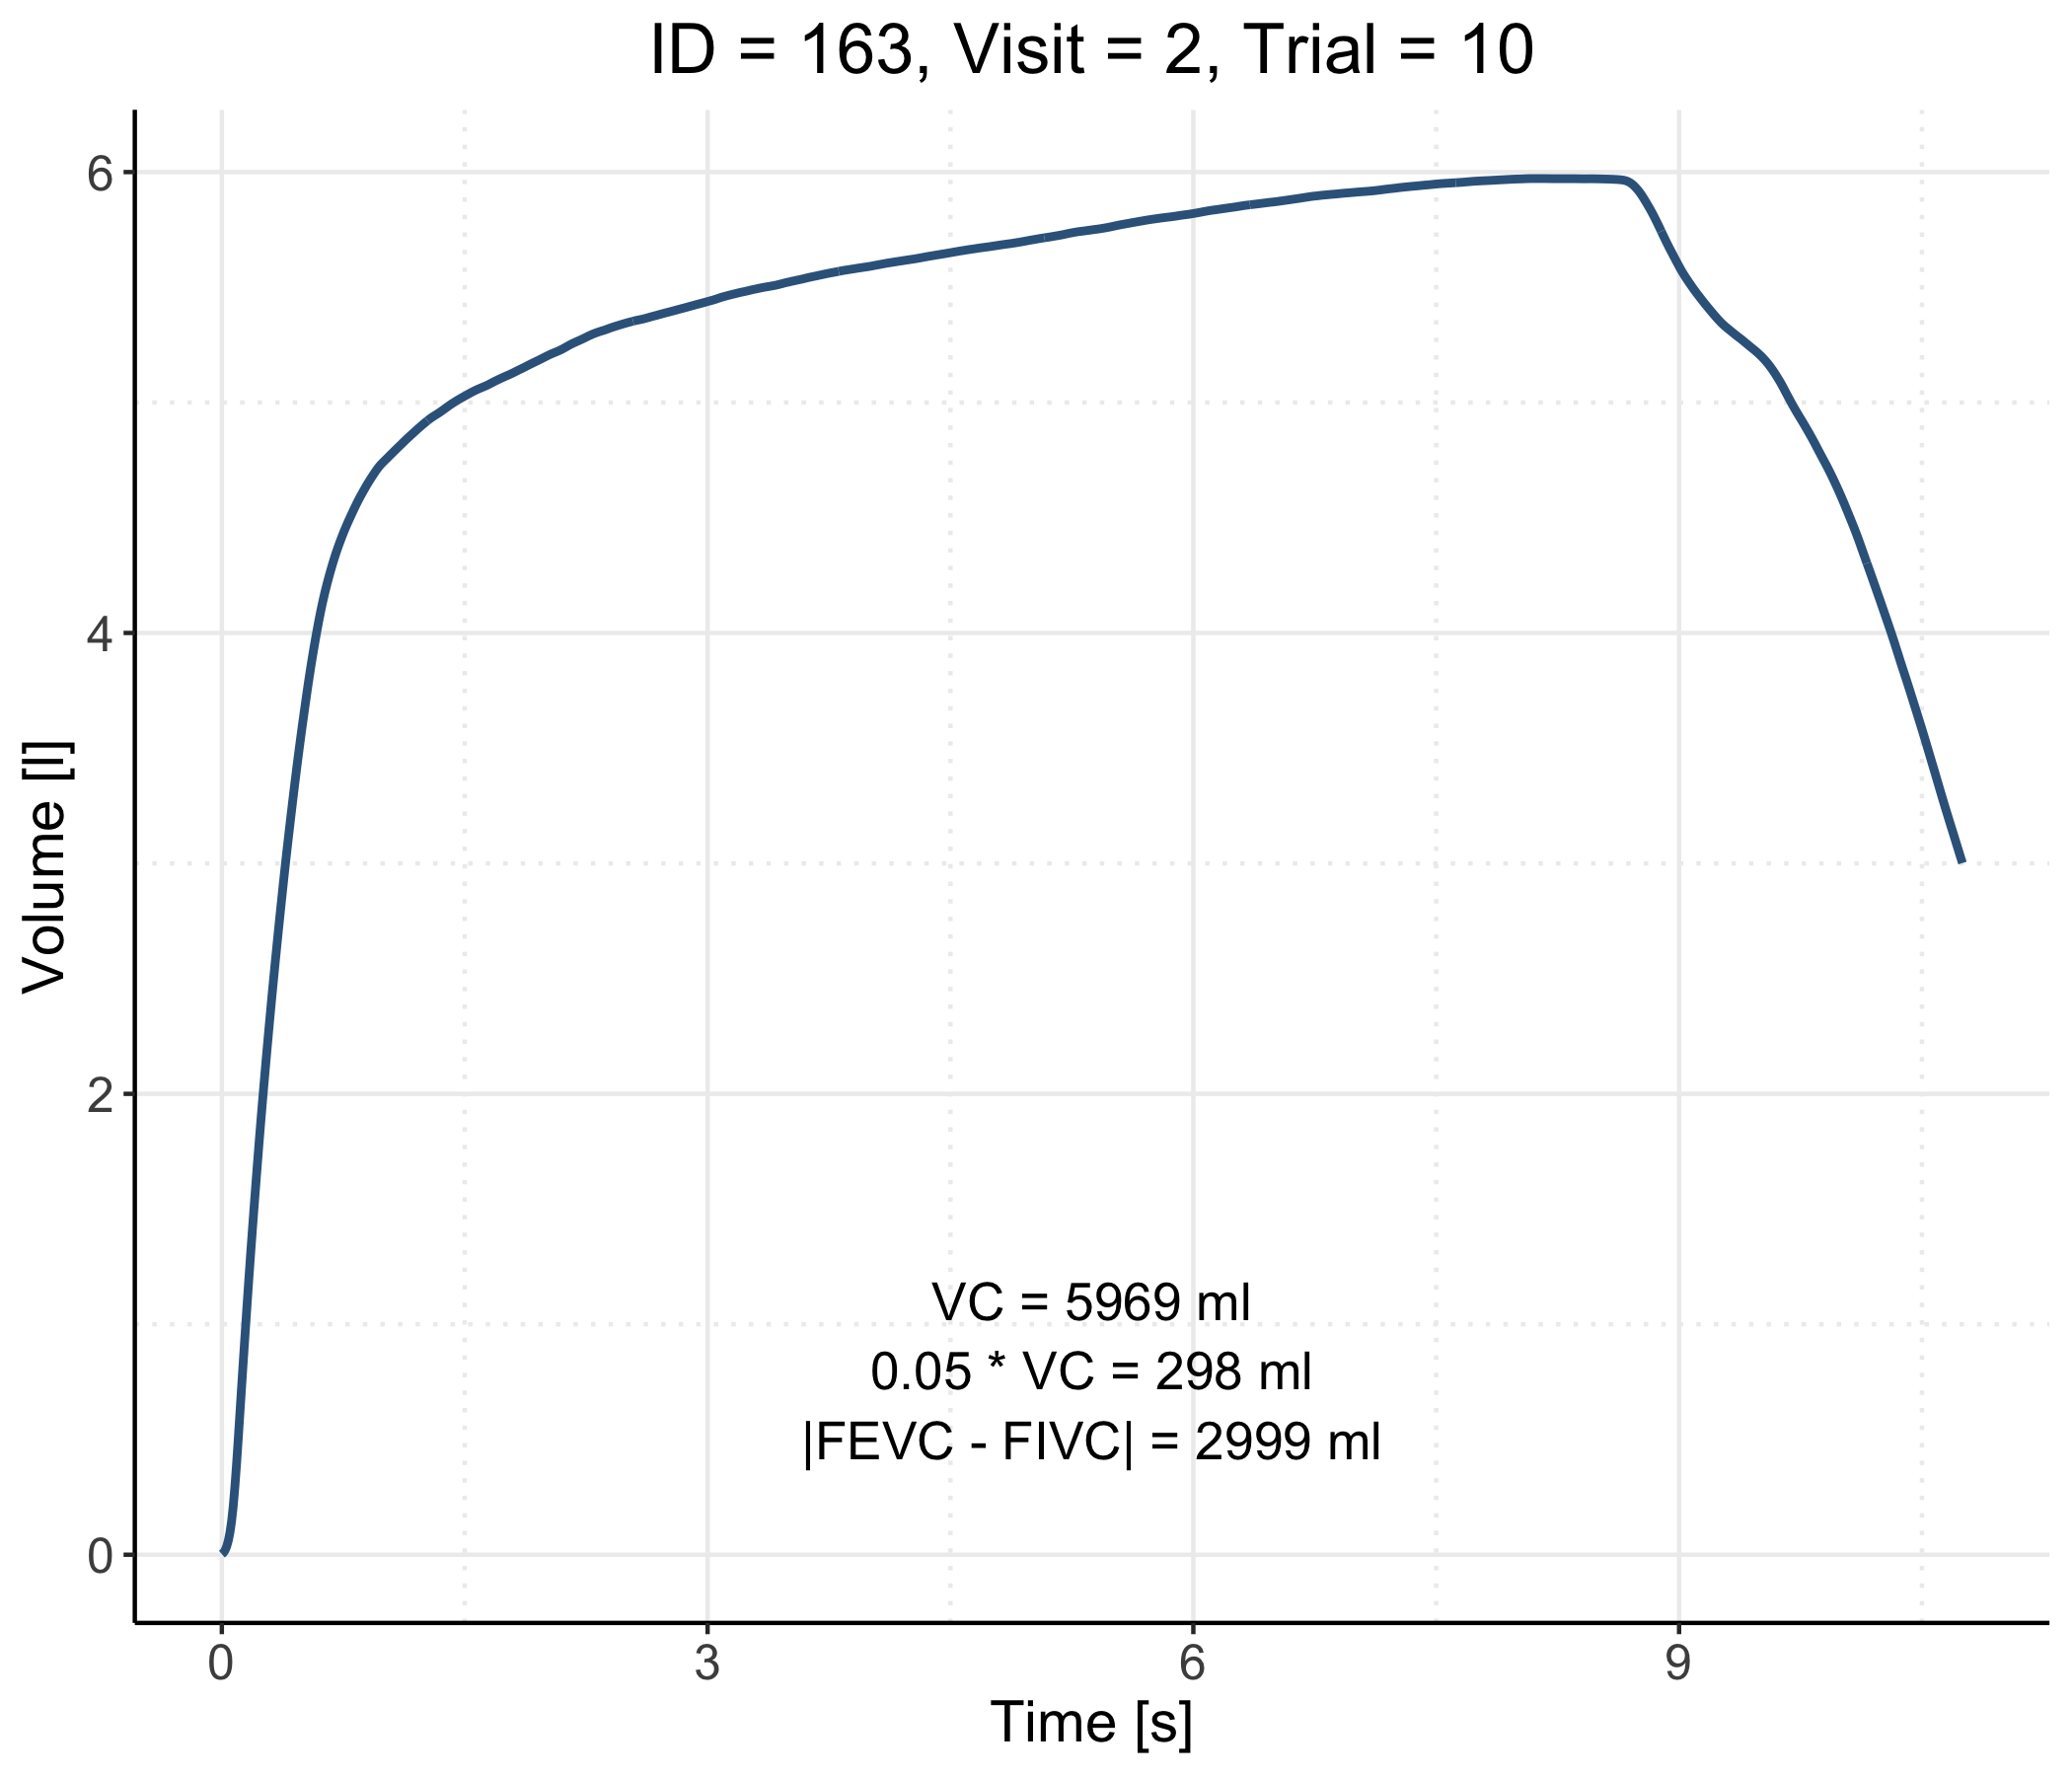 ID = 163, Visit = 2, Trial = 10
6
4
2
0
Volume [l]
VC = 5969 ml
0.05 * VC = 298 ml
|FEVC - FIVC| = 2999 ml
0 3 6 9
Time [s]